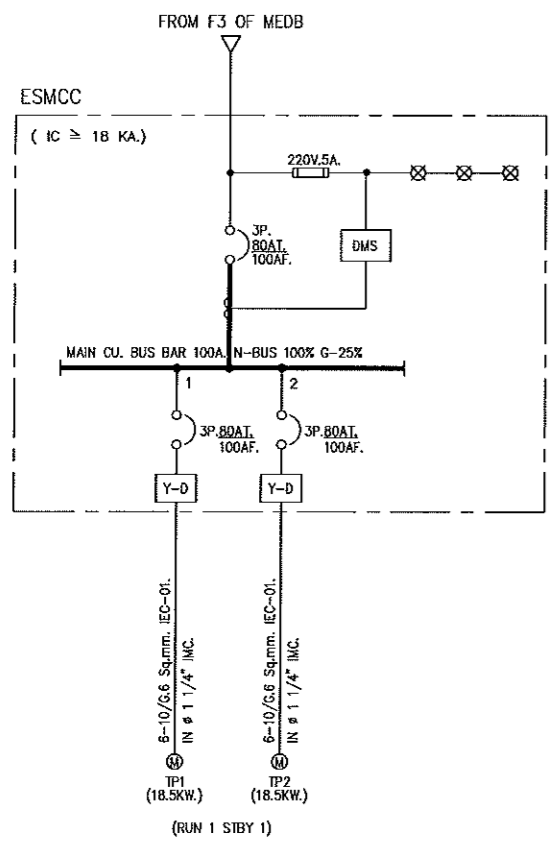 FROM F3 OF MEDB
ESMCC
( IC ≥ 18 KA.)
220V.5A.
3P.
80AT.
100AF.
DMS
MAIN CU. BUS BAR 100A. N-BUS 100% G-25%
1
2
3P.80AT.
100AF.
3P.80AT.
100AF.
Y-D
Y-D
6-10/G.6 Sq.mm. IEC-01.
IN ø 1 1/4" IMC.
6-10/G.6 Sq.mm. IEC-01.
IN ø 1 1/4" IMC.
M
M
TP1
(18.5KW.)
TP2
(18.5KW.)
(RUN 1 STBY 1)